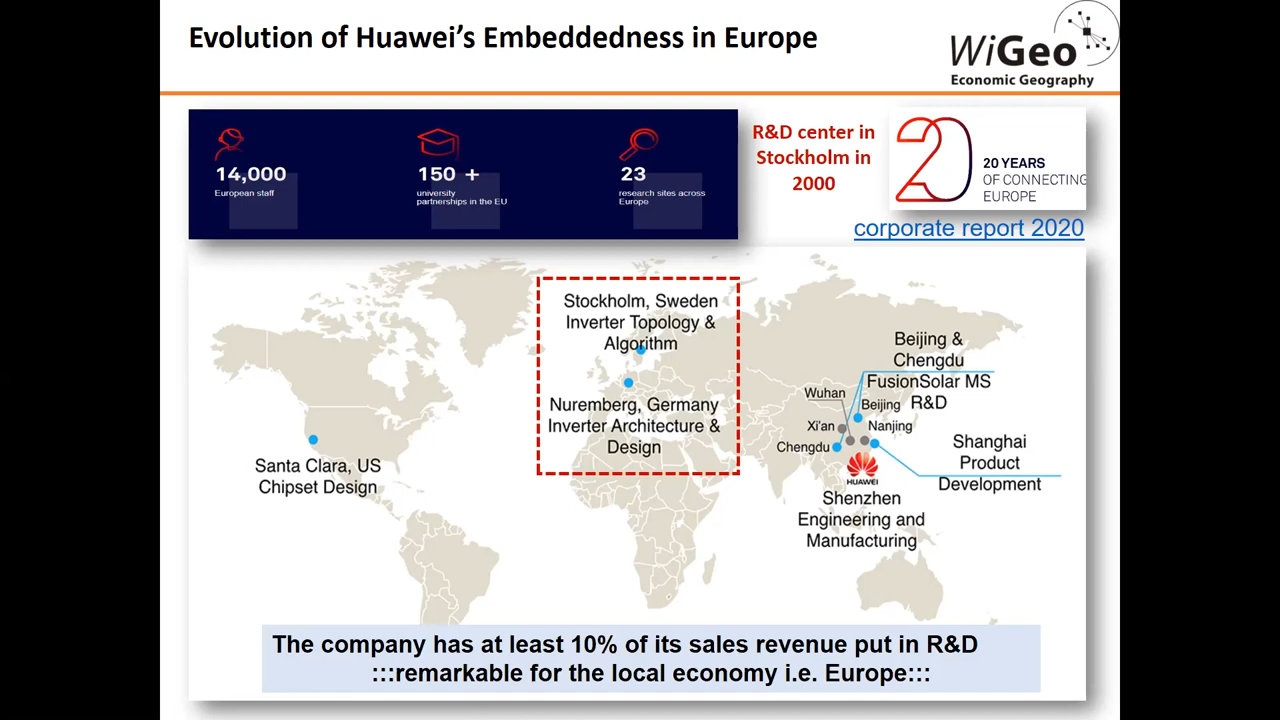 Evolution of Huawei's Embeddedness in Europe
WiGeo
Economic Geography
14,000
European staff
150 +
university
partnerships in the EU
23
research sites across
Europe
R&D center in
Stockholm in
2000
20
20 YEARS
OF CONNECTING
EUROPE
corporate report 2020
Stockholm, Sweden
Inverter Topology &
Algorithm
Nuremberg, Germany
Inverter Architecture &
Design
Santa Clara, US
Chipset Design
Beijing &
Chengdu
FusionSolar MS
R&D
Wuhan
Beijing
Xi'an
Nanjing
Chengdu
HUAWEI
Shanghai
Product
Development
Shenzhen
Engineering and
Manufacturing
The company has at least 10% of its sales revenue put in R&D
:::remarkable for the local economy i.e. Europe:::